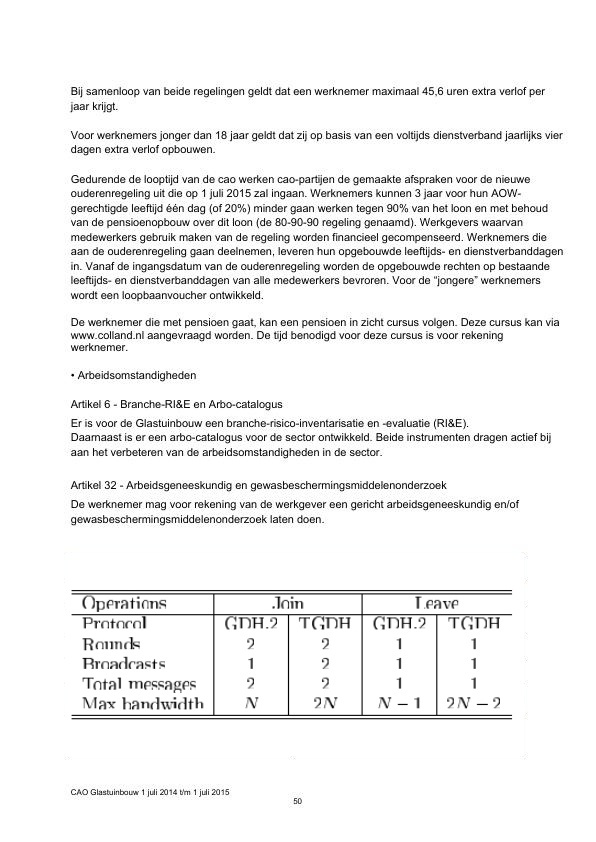 Bij samenloop van beide regelingen geldt dat een werknemer maximaal 45,6 uren extra verlof per
jaar krijgt.
Voor werknemers jonger dan 18 jaar geldt dat zij op basis van een voltijds dienstverband jaarlijks vier
dagen extra verlof opbouwen.
Gedurende de looptijd van de cao werken cao-partijen de gemaakte afspraken voor de nieuwe
ouderenregeling uit die op 1 juli 2015 zal ingaan. Werknemers kunnen 3 jaar voor hun AOW-
gerechtigde leeftijd één dag (of 20%) minder gaan werken tegen 90% van het loon en met behoud
van de pensioenopbouw over dit loon (de 80-90-90 regeling genaamd). Werkgevers waarvan
medewerkers gebruik maken van de regeling worden financieel gecompenseerd. Werknemers die
aan de ouderenregeling gaan deelnemen, leveren hun opgebouwde leeftijds- en dienstverbanddagen
in. Vanaf de ingangsdatum van de ouderenregeling worden de opgebouwde rechten op bestaande
leeftijds- en dienstverbanddagen van alle medewerkers bevroren. Voor de “jongere” werknemers
wordt een loopbaanvoucher ontwikkeld.
De werknemer die met pensioen gaat, kan een pensioen in zicht cursus volgen. Deze cursus kan via
www.colland.nl aangevraagd worden. De tijd benodigd voor deze cursus is voor rekening
werknemer.
• Arbeidsomstandigheden
Artikel 6 - Branche-RI&E en Arbo-catalogus
Er is voor de Glastuinbouw een branche-risico-inventarisatie en -evaluatie (RI&E).
Daarnaast is er een arbo-catalogus voor de sector ontwikkeld. Beide instrumenten dragen actief bij
aan het verbeteren van de arbeidsomstandigheden in de sector.
Artikel 32 - Arbeidsgeneeskundig en gewasbeschermingsmiddelenonderzoek
De werknemer mag voor rekening van de werkgever een gericht arbeidsgeneeskundig en/of
gewasbeschermingsmiddelenonderzoek laten doen.
Operations Join Leave
Protocol GDH.2 TGDH GDH.2 TGDH
Rounds 2 2 1 1
Broadcasts 1 2 1 1
Total messages 2 2 1 1
Max bandwidth N 2N N − 1 2N − 2
CAO Glastuinbouw 1 juli 2014 t/m 1 juli 2015
50